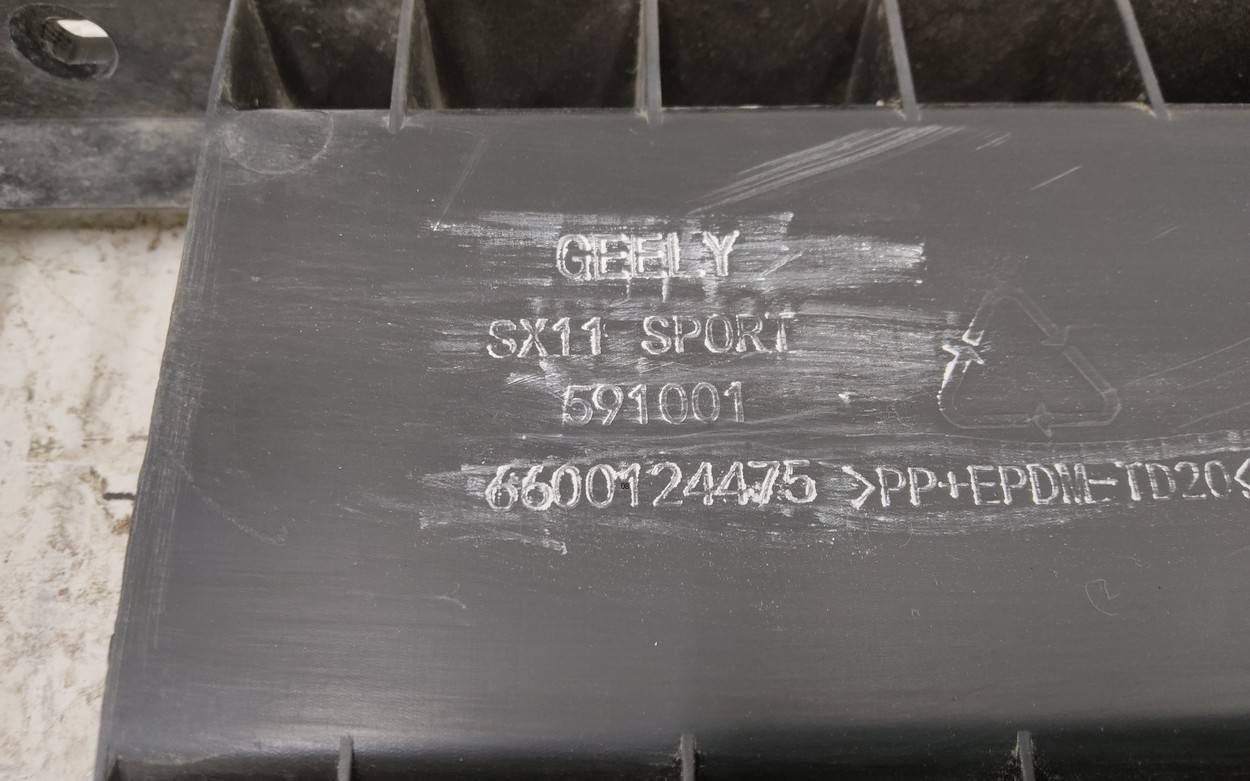 GEELY
SX11 SPORT
591001
6600124475 >PP+EPDM-TD20<